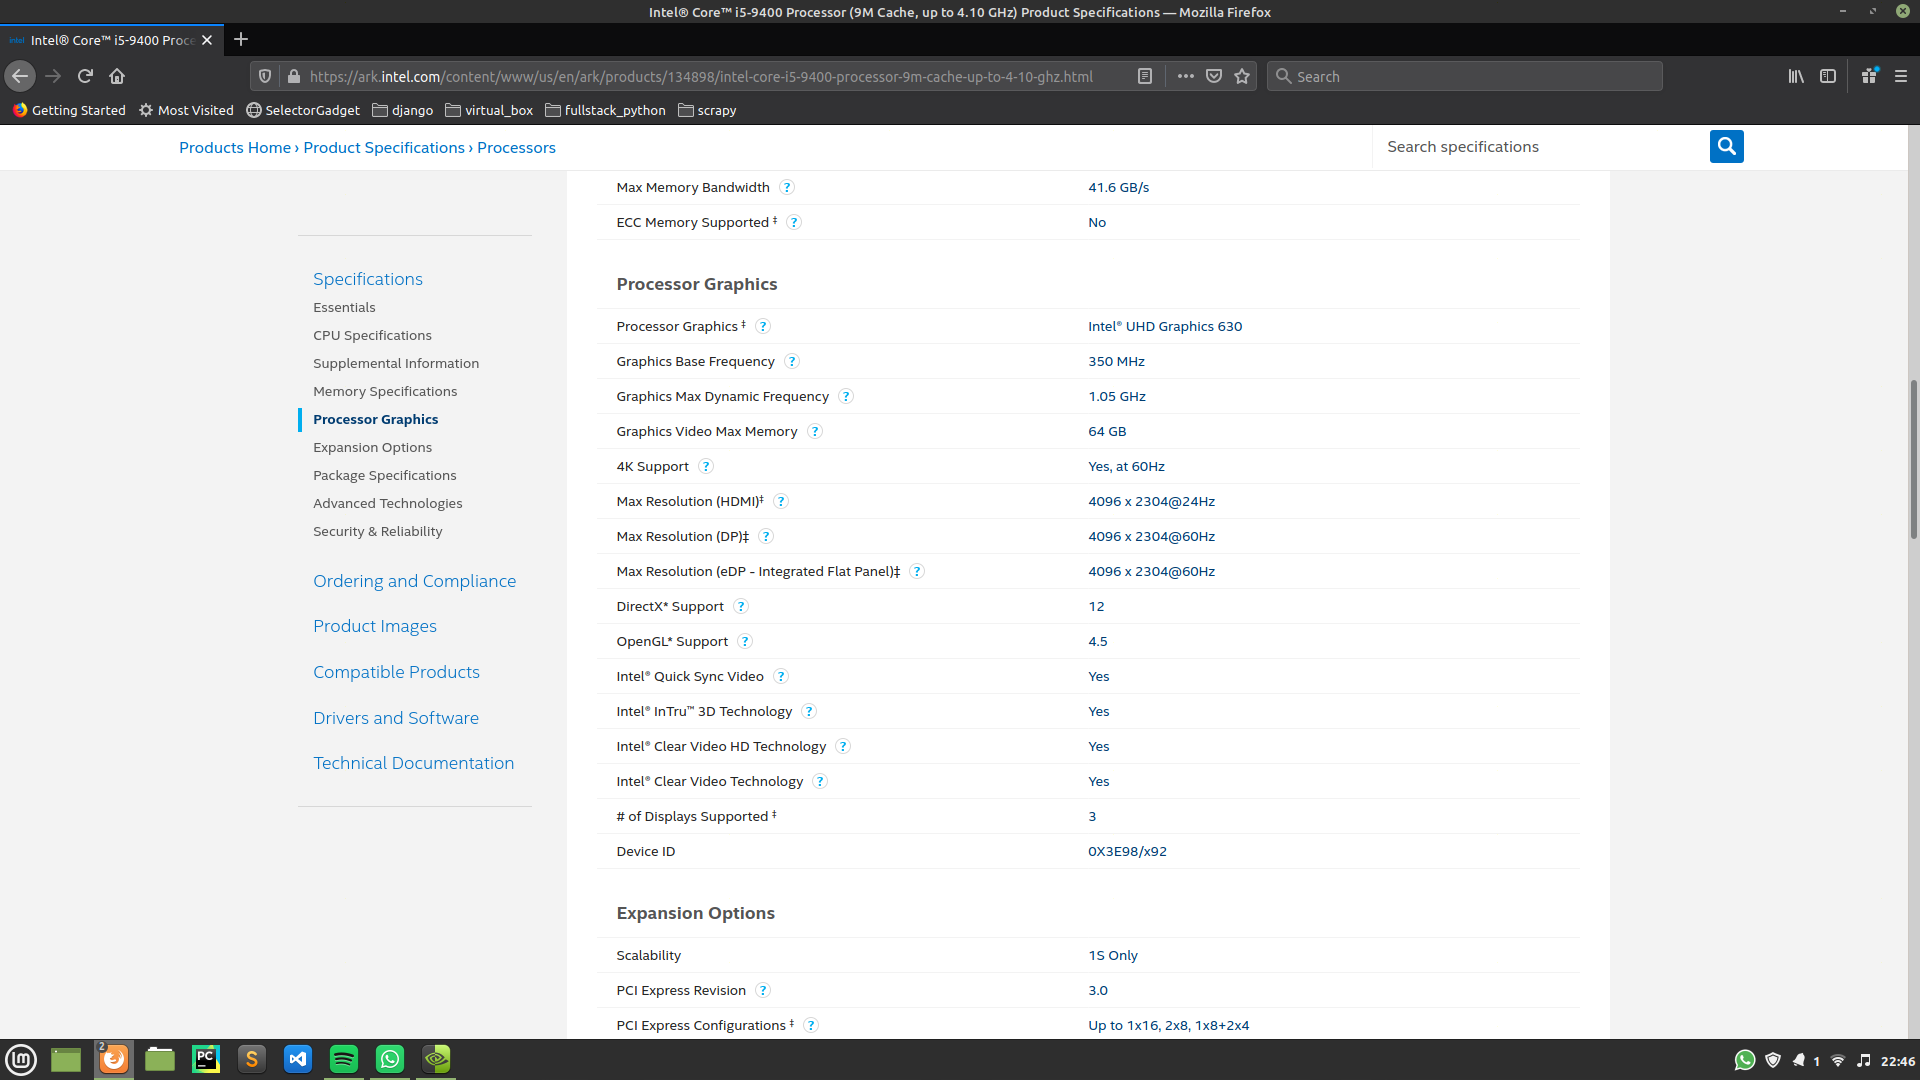 Intel® Core™ i5-9400 Processor (9M Cache, up to 4.10 GHz) Product Specifications — Mozilla Firefox
intel Intel® Core™ i5-9400 Proce
https://ark.intel.com/content/www/us/en/ark/products/134898/intel-core-i5-9400-processor-9m-cache-up-to-4-10-ghz.html
Search
Getting Started
Most Visited
SelectorGadget
django
virtual_box
fullstack_python
scrapy
Products Home › Product Specifications › Processors
Search specifications
Specifications
Essentials
CPU Specifications
Supplemental Information
Memory Specifications
Processor Graphics
Expansion Options
Package Specifications
Advanced Technologies
Security & Reliability
Ordering and Compliance
Product Images
Compatible Products
Drivers and Software
Technical Documentation
Max Memory Bandwidth ? 41.6 GB/s
ECC Memory Supported ‡ ? No
Processor Graphics
Processor Graphics ‡ ? Intel® UHD Graphics 630
Graphics Base Frequency ? 350 MHz
Graphics Max Dynamic Frequency ? 1.05 GHz
Graphics Video Max Memory ? 64 GB
4K Support ? Yes, at 60Hz
Max Resolution (HDMI)‡ ? 4096 x 2304@24Hz
Max Resolution (DP)‡ ? 4096 x 2304@60Hz
Max Resolution (eDP - Integrated Flat Panel)‡ ? 4096 x 2304@60Hz
DirectX* Support ? 12
OpenGL* Support ? 4.5
Intel® Quick Sync Video ? Yes
Intel® InTru™ 3D Technology ? Yes
Intel® Clear Video HD Technology ? Yes
Intel® Clear Video Technology ? Yes
# of Displays Supported ‡ 3
Device ID 0X3E98/x92
Expansion Options
Scalability 1S Only
PCI Express Revision ? 3.0
PCI Express Configurations ‡ ? Up to 1x16, 2x8, 1x8+2x4
2
PC
S
1
22:46